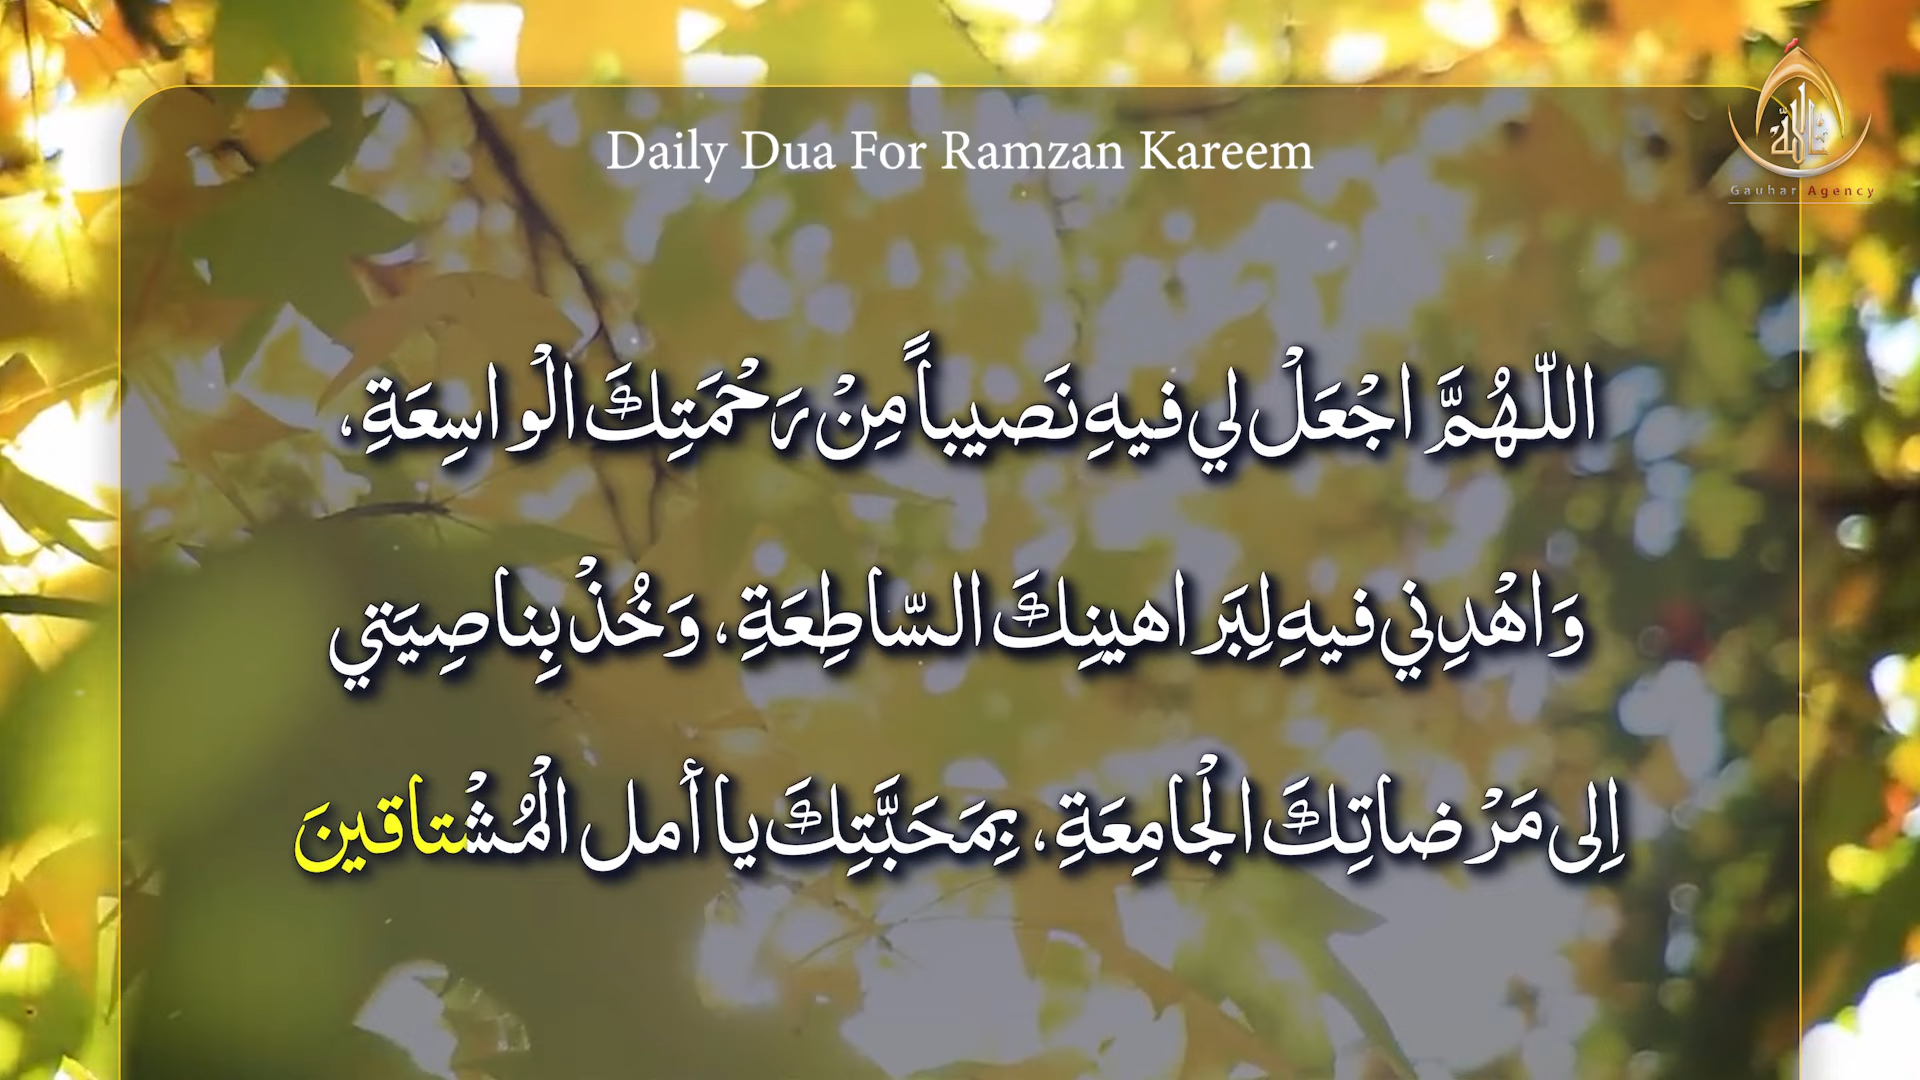 Daily Dua For Ramzan Kareem
Gauhar Agency
اللّهُمَّ اجْعَلْ لي فيهِ نَصيباً مِنْ رَحْمَتِكَ الْواسِعَةِ،
وَاهْدِني فيهِ لِبَراهينِكَ السّاطِعَةِ، وَخُذْ بِناصِيَتي
اِلى مَرْضاتِكَ الْجامِعَةِ، بِمَحَبَّتِكَ يا أمل الْمُشْتاقينَ